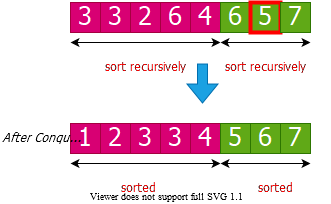 3 3 2 6 4 6 5 7
sort recursively sort recursively
After Conqu... 1 2 3 3 4 5 6 7
sorted sorted
Viewer does not support full SVG 1.1